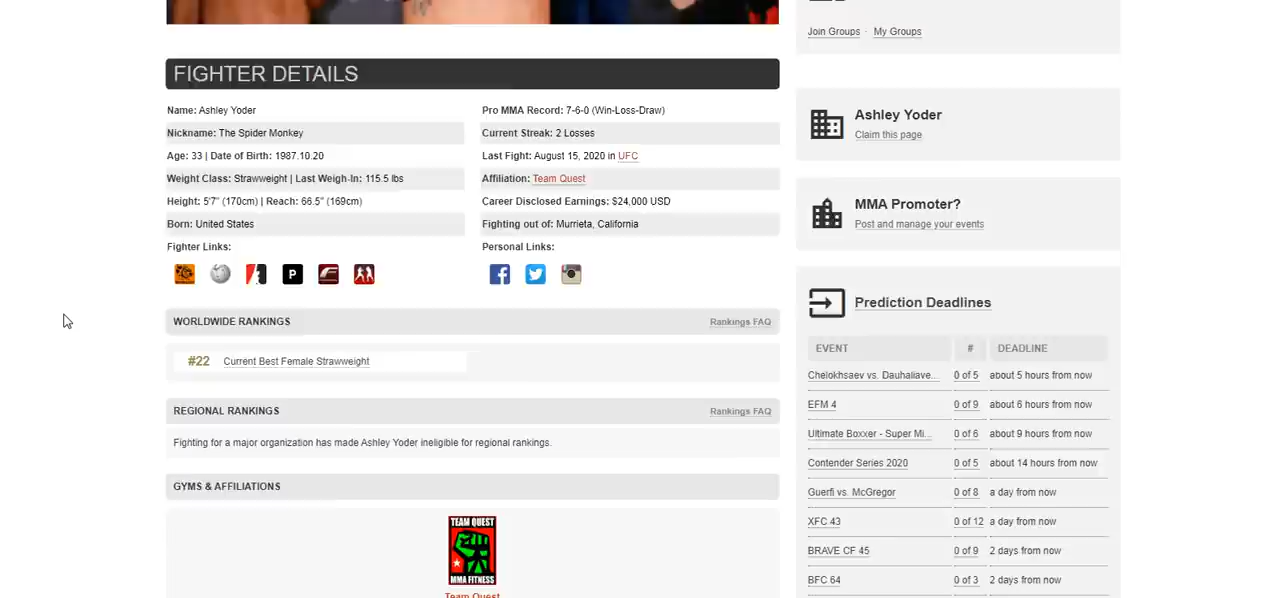 FIGHTER DETAILS
Name: Ashley Yoder
Nickname: The Spider Monkey
Age: 33 | Date of Birth: 1987.10.20
Weight Class: Strawweight | Last Weigh-In: 115.5 lbs
Height: 5'7" (170cm) | Reach: 66.5" (169cm)
Born: United States
Fighter Links:
Pro MMA Record: 7-6-0 (Win-Loss-Draw)
Current Streak: 2 Losses
Last Fight: August 15, 2020 in UFC
Affiliation: Team Quest
Career Disclosed Earnings: $24,000 USD
Fighting out of: Murrieta, California
Personal Links:
P
WORLDWIDE RANKINGS
Rankings FAQ
#22 Current Best Female Strawweight
REGIONAL RANKINGS
Rankings FAQ
Fighting for a major organization has made Ashley Yoder ineligible for regional rankings.
GYMS & AFFILIATIONS
TEAM QUEST
MMA FITNESS
Team Quest
Join Groups · My Groups
Ashley Yoder
Claim this page
MMA Promoter?
Post and manage your events
Prediction Deadlines
EVENT # DEADLINE
Chelokhsaev vs. Dauhaliave... 0 of 5 about 5 hours from now
EFM 4 0 of 9 about 6 hours from now
Ultimate Boxxer - Super Mi... 0 of 6 about 9 hours from now
Contender Series 2020 0 of 5 about 14 hours from now
Guerfi vs. McGregor 0 of 8 a day from now
XFC 43 0 of 12 a day from now
BRAVE CF 45 0 of 9 2 days from now
BFC 64 0 of 3 2 days from now